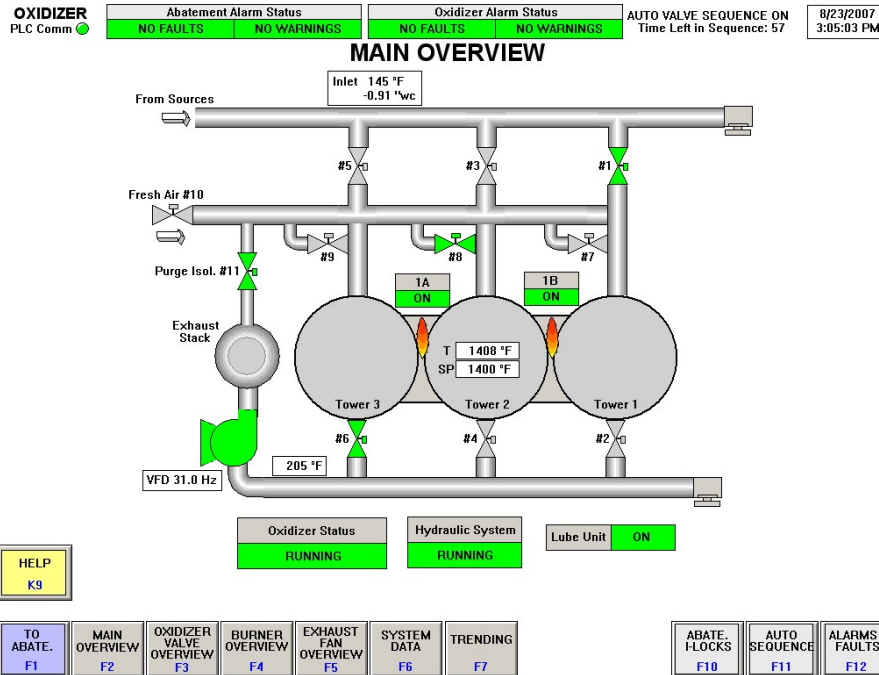 OXIDIZER
PLC Comm
Abatement Alarm Status
NO FAULTS NO WARNINGS
Oxidizer Alarm Status
NO FAULTS NO WARNINGS
AUTO VALVE SEQUENCE ON
Time Left in Sequence: 57
8/23/2007
3:05:03 PM
MAIN OVERVIEW
Inlet 145 °F
-0.91 "wc
From Sources
#5
#3
#1
Fresh Air #10
#9
#8
#7
Purge Isol. #11
1A
ON
1B
ON
Exhaust
Stack
T 1408 °F
SP 1400 °F
Tower 3
Tower 2
Tower 1
#6
#4
#2
205 °F
VFD 31.0 Hz
Oxidizer Status
RUNNING
Hydraulic System
RUNNING
Lube Unit ON
HELP
K9
TO
ABATE.
F1
MAIN
OVERVIEW
F2
OXIDIZER
VALVE
OVERVIEW
F3
BURNER
OVERVIEW
F4
EXHAUST
FAN
OVERVIEW
F5
SYSTEM
DATA
F6
TRENDING
F7
ABATE.
I-LOCKS
F10
AUTO
SEQUENCE
F11
ALARMS
FAULTS
F12